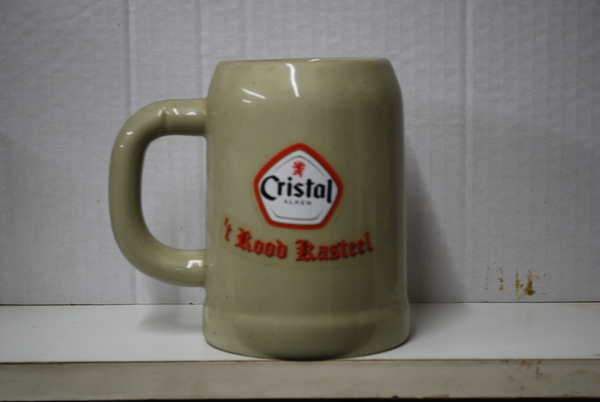 Cristal
ALKEN
't Rood Kasteel